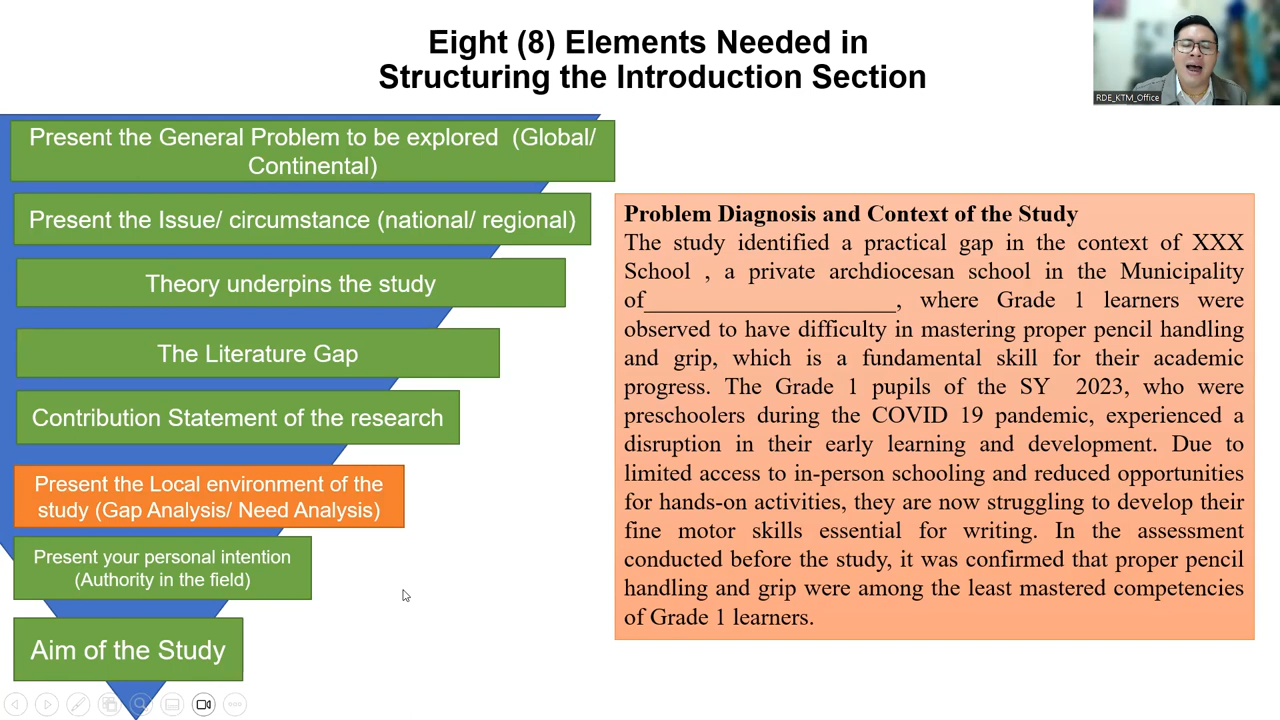 Eight (8) Elements Needed in
Structuring the Introduction Section
RDE_KTM_Office
Present the General Problem to be explored (Global/
Continental)
Present the Issue/ circumstance (national/ regional)
Theory underpins the study
The Literature Gap
Contribution Statement of the research
Present the Local environment of the
study (Gap Analysis/ Need Analysis)
Present your personal intention
(Authority in the field)
Aim of the Study
Problem Diagnosis and Context of the Study
The study identified a practical gap in the context of XXX
School , a private archdiocesan school in the Municipality
of____________________, where Grade 1 learners were
observed to have difficulty in mastering proper pencil handling
and grip, which is a fundamental skill for their academic
progress. The Grade 1 pupils of the SY 2023, who were
preschoolers during the COVID 19 pandemic, experienced a
disruption in their early learning and development. Due to
limited access to in-person schooling and reduced opportunities
for hands-on activities, they are now struggling to develop their
fine motor skills essential for writing. In the assessment
conducted before the study, it was confirmed that proper pencil
handling and grip were among the least mastered competencies
of Grade 1 learners.